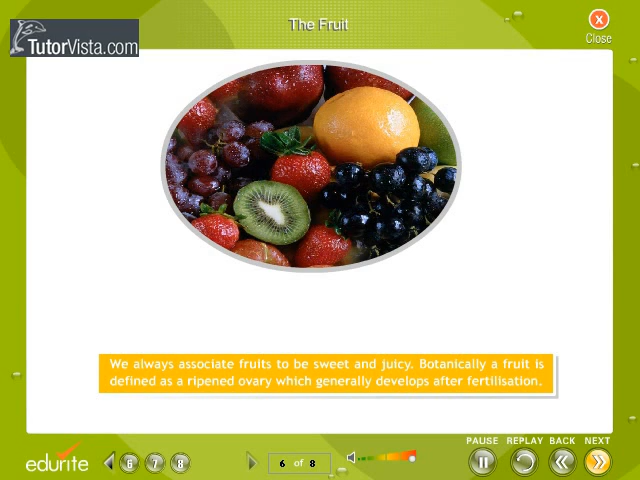 The Fruit
TutorVista.com
X
Close
We always associate fruits to be sweet and juicy. Botanically a fruit is
defined as a ripened ovary which generally develops after fertilisation.
PAUSE REPLAY BACK NEXT
edurite
6 7 8
6 of 8